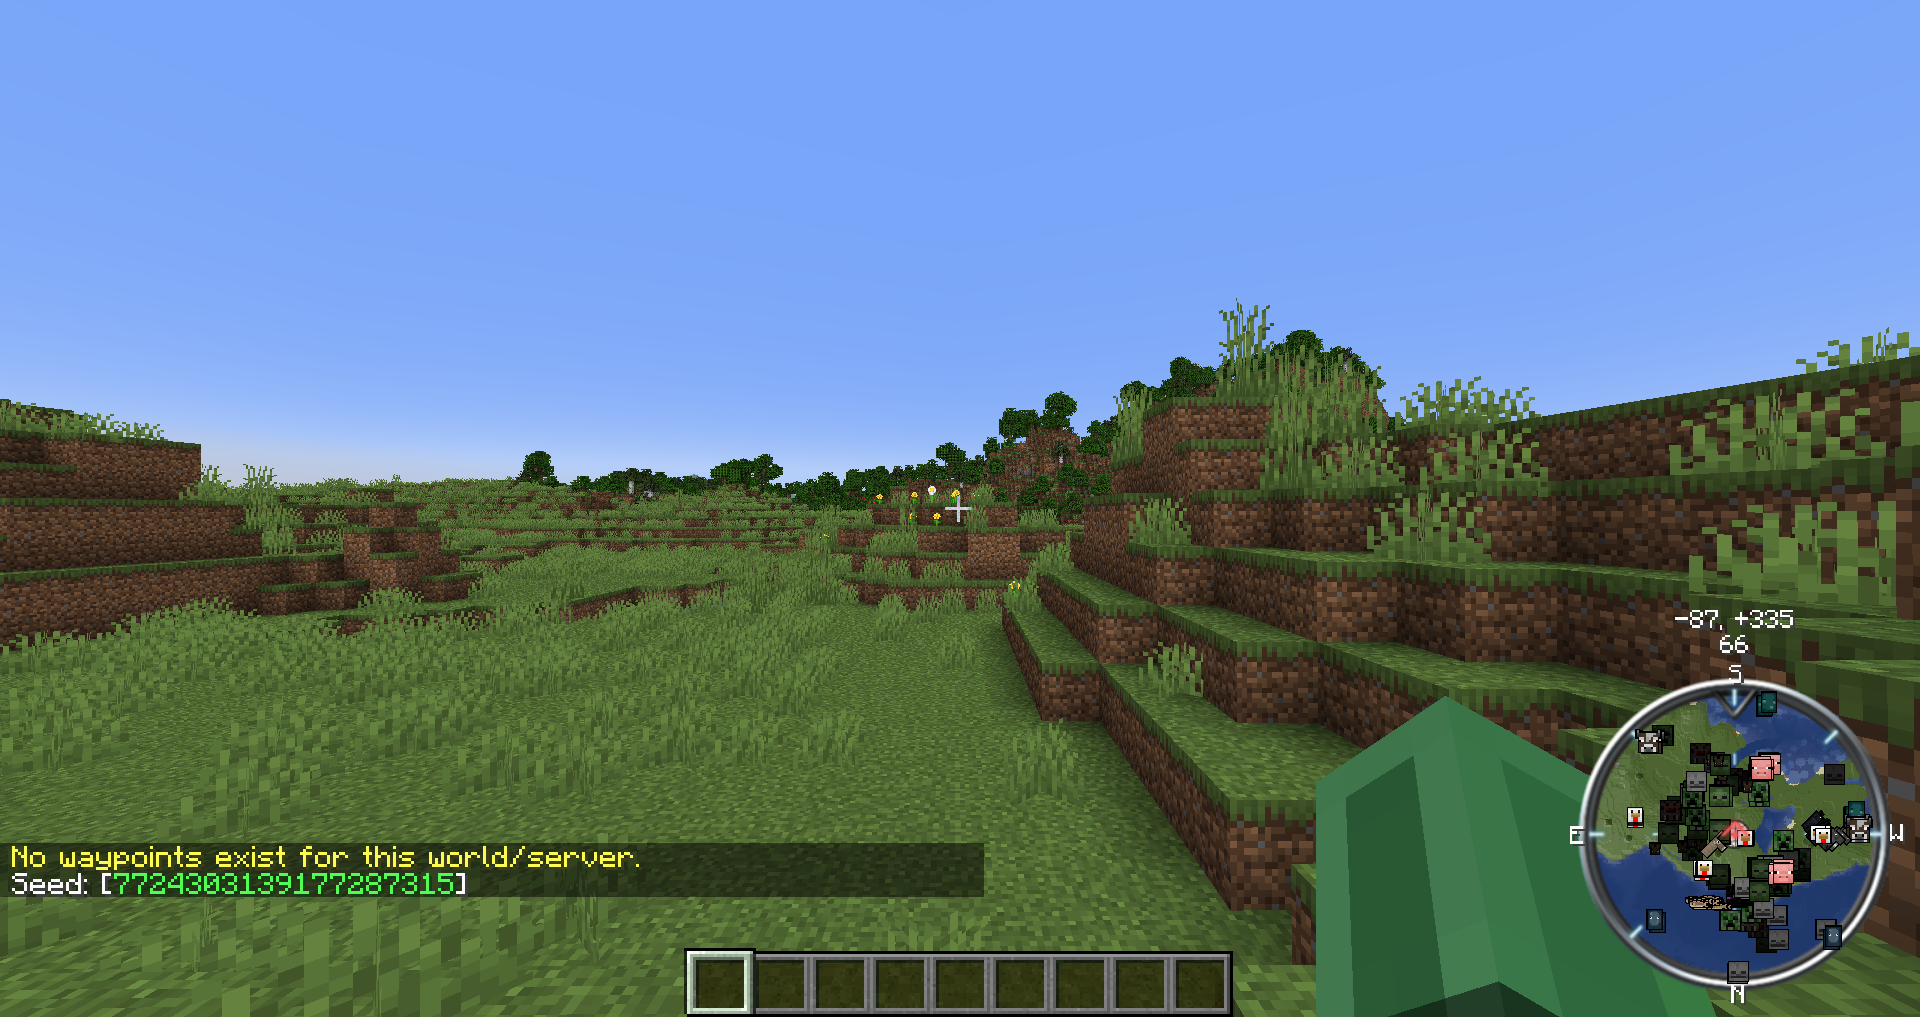 -87, +335
66
S
E
W
N
No waypoints exist for this world/server.
Seed: [7724303139177287315]